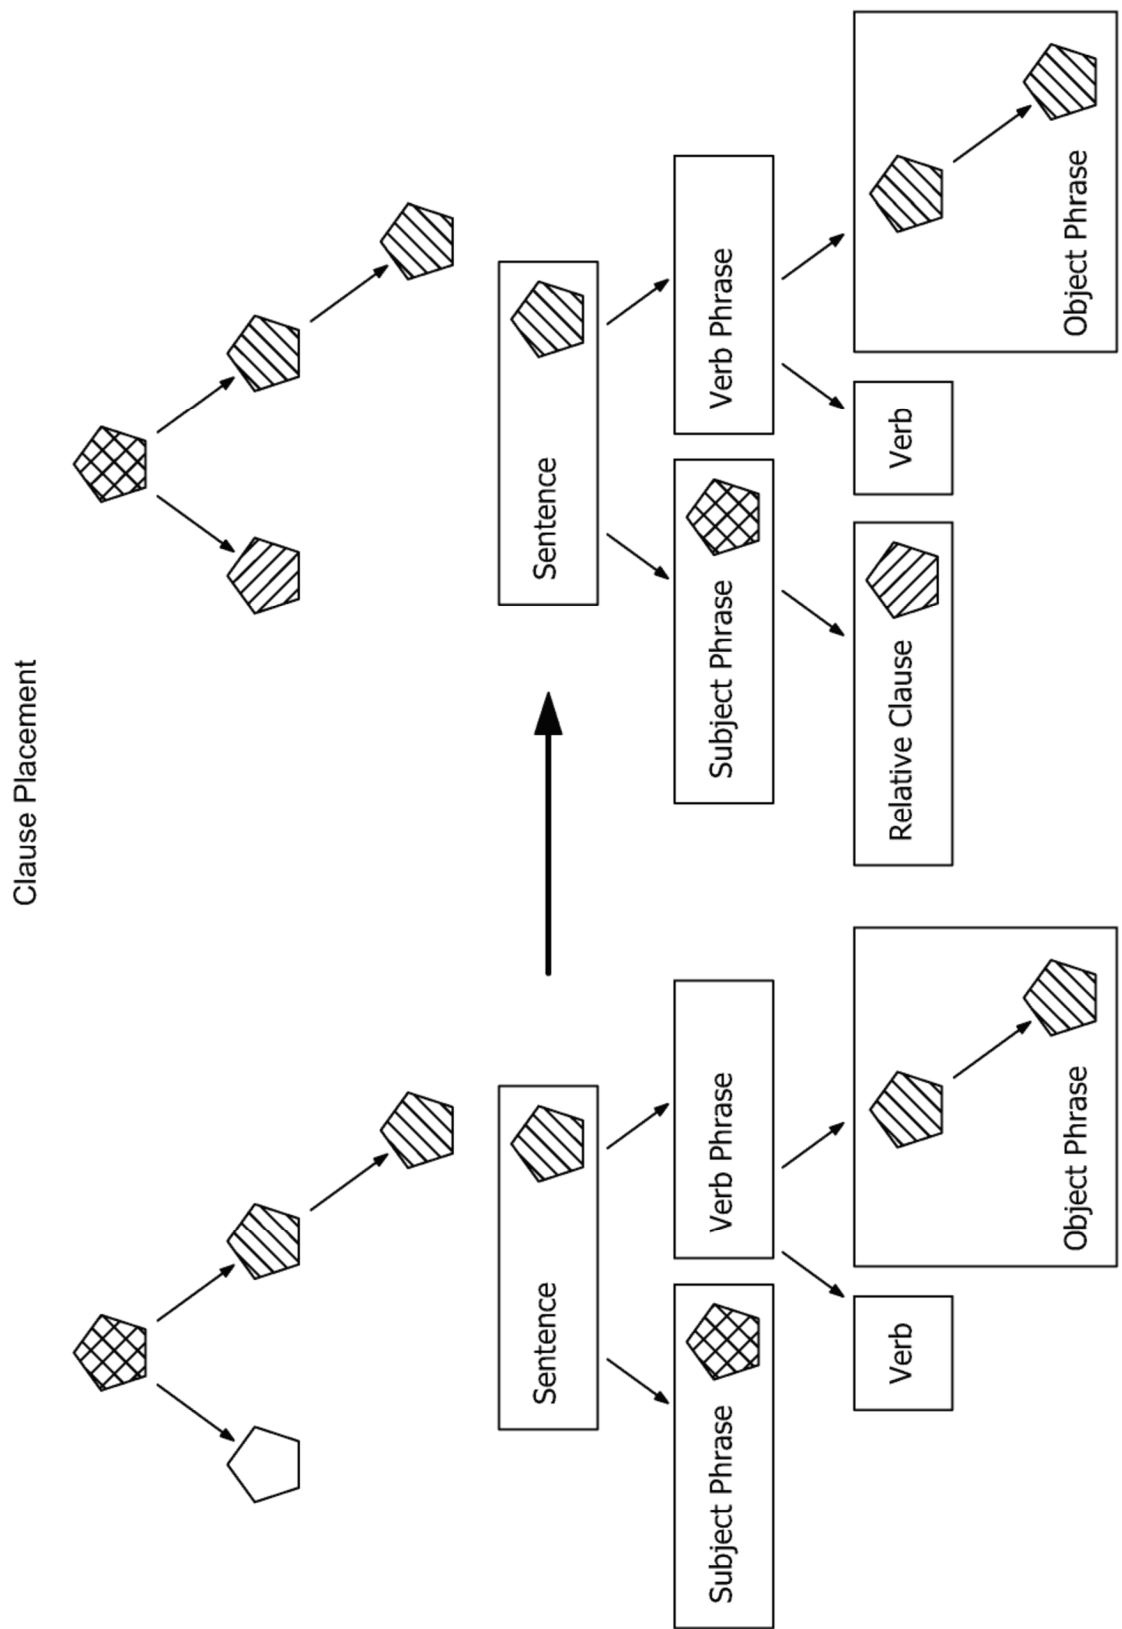 Clause Placement
Sentence
Subject Phrase
Verb Phrase
Verb
Object Phrase
Sentence
Subject Phrase
Verb Phrase
Relative Clause
Verb
Object Phrase